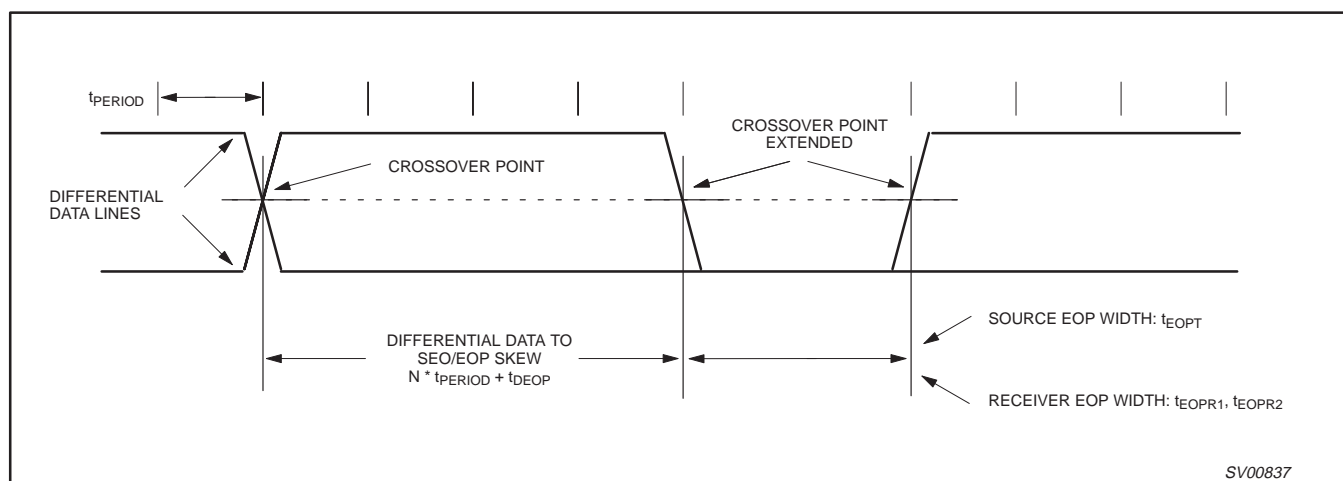 tPERIOD
CROSSOVER POINT
EXTENDED
CROSSOVER POINT
DIFFERENTIAL
DATA LINES
DIFFERENTIAL DATA TO
SEO/EOP SKEW
N * tPERIOD + tDEOP
SOURCE EOP WIDTH: tEOPT
RECEIVER EOP WIDTH: tEOPR1, tEOPR2
SV00837